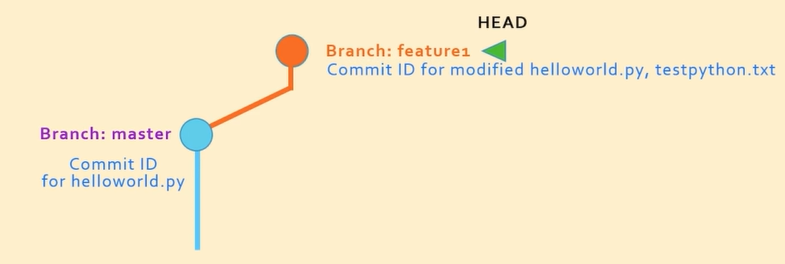 HEAD
Branch: feature1
Commit ID for modified helloworld.py, testpython.txt
Branch: master
Commit ID
for helloworld.py